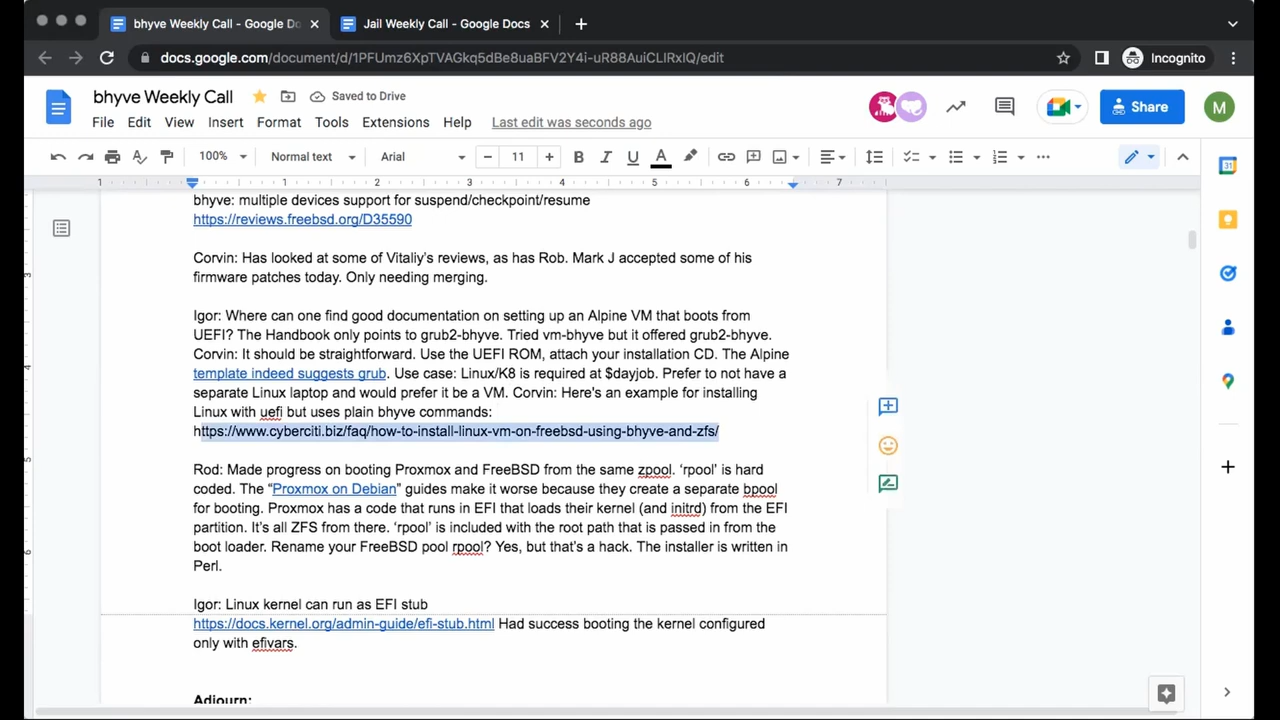 bhyve Weekly Call - Google Do
Jail Weekly Call - Google Docs
docs.google.com/document/d/1PFUmz6XpTVAGkq5dBe8uaBFV2Y4i-uR88AuiCLlRxIQ/edit
Incognito
bhyve Weekly Call
Saved to Drive
Share
M
File Edit View Insert Format Tools Extensions Help Last edit was seconds ago
100% Normal text Arial 11 B I U A
31
1 1 2 3 4 5 6 7
3
4
5
6
bhyve: multiple devices support for suspend/checkpoint/resume
https://reviews.freebsd.org/D35590
Corvin: Has looked at some of Vitaliy's reviews, as has Rob. Mark J accepted some of his
firmware patches today. Only needing merging.
Igor: Where can one find good documentation on setting up an Alpine VM that boots from
UEFI? The Handbook only points to grub2-bhyve. Tried vm-bhyve but it offered grub2-bhyve.
Corvin: It should be straightforward. Use the UEFI ROM, attach your installation CD. The Alpine
template indeed suggests grub. Use case: Linux/K8 is required at $dayjob. Prefer to not have a
separate Linux laptop and would prefer it be a VM. Corvin: Here's an example for installing
Linux with uefi but uses plain bhyve commands:
https://www.cyberciti.biz/faq/how-to-install-linux-vm-on-freebsd-using-bhyve-and-zfs/
Rod: Made progress on booting Proxmox and FreeBSD from the same zpool. 'rpool' is hard
coded. The “Proxmox on Debian” guides make it worse because they create a separate bpool
for booting. Proxmox has a code that runs in EFI that loads their kernel (and initrd) from the EFI
partition. It's all ZFS from there. 'rpool' is included with the root path that is passed in from the
boot loader. Rename your FreeBSD pool rpool? Yes, but that's a hack. The installer is written in
Perl.
Igor: Linux kernel can run as EFI stub
https://docs.kernel.org/admin-guide/efi-stub.html Had success booting the kernel configured
only with efivars.
Adjourn: